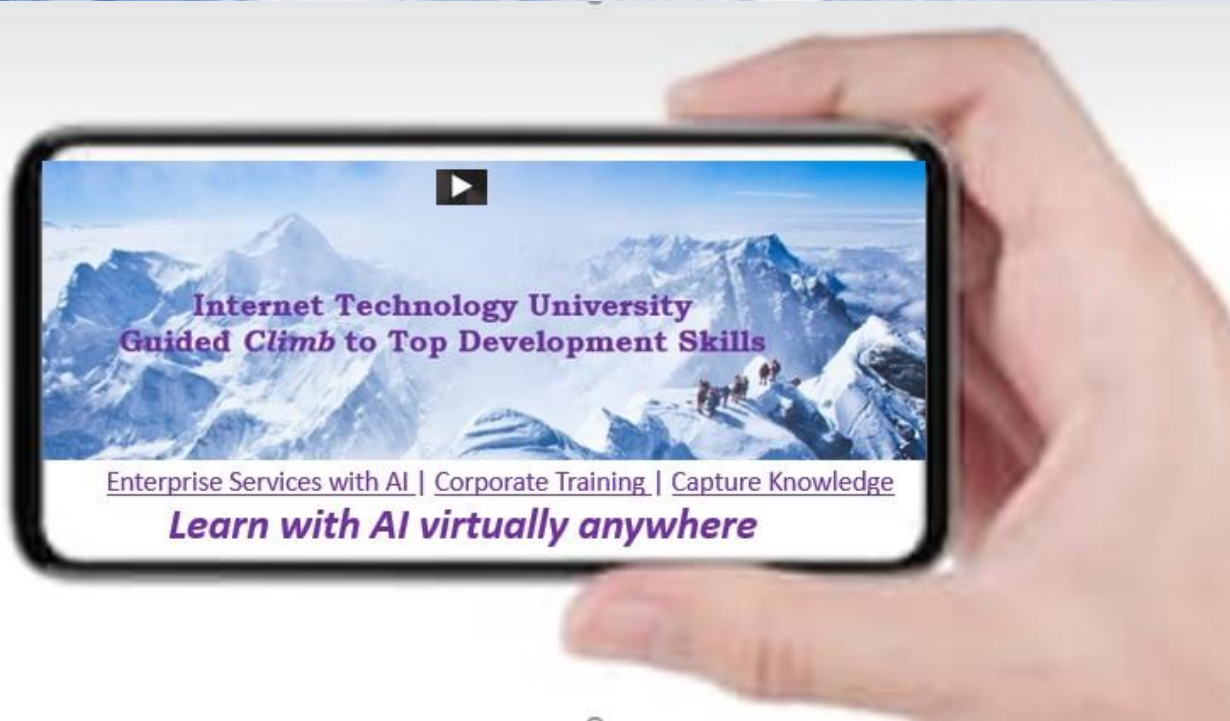 Internet Technology University
Guided Climb to Top Development Skills
Enterprise Services with AI | Corporate Training | Capture Knowledge
Learn with AI virtually anywhere